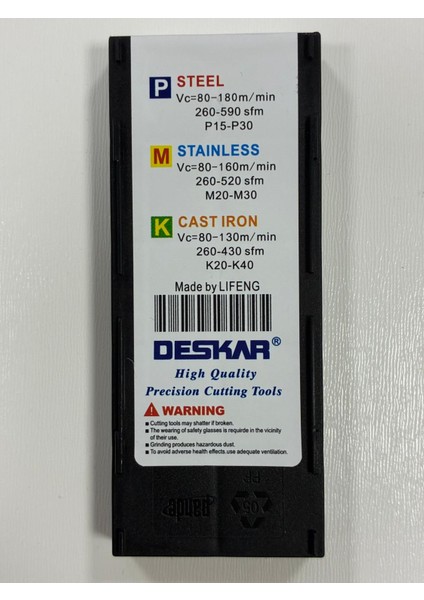 P STEEL
Vc=80-180m/min
260-590 sfm
P15-P30
M STAINLESS
Vc=80-160m/min
260-520 sfm
M20-M30
K CAST IRON
Vc=80-130m/min
260-430 sfm
K20-K40
Made by LIFENG
DESKAR®
High Quality
Precision Cutting Tools
WARNING
■ Cutting tools may shatter if broken.
■ The wearing of safety glasses is requirde in the vicinity
of their use.
■ Grinding produces hazardous dust.
■ To avoid adverse health effects.use adequate ventilation.
PP
05